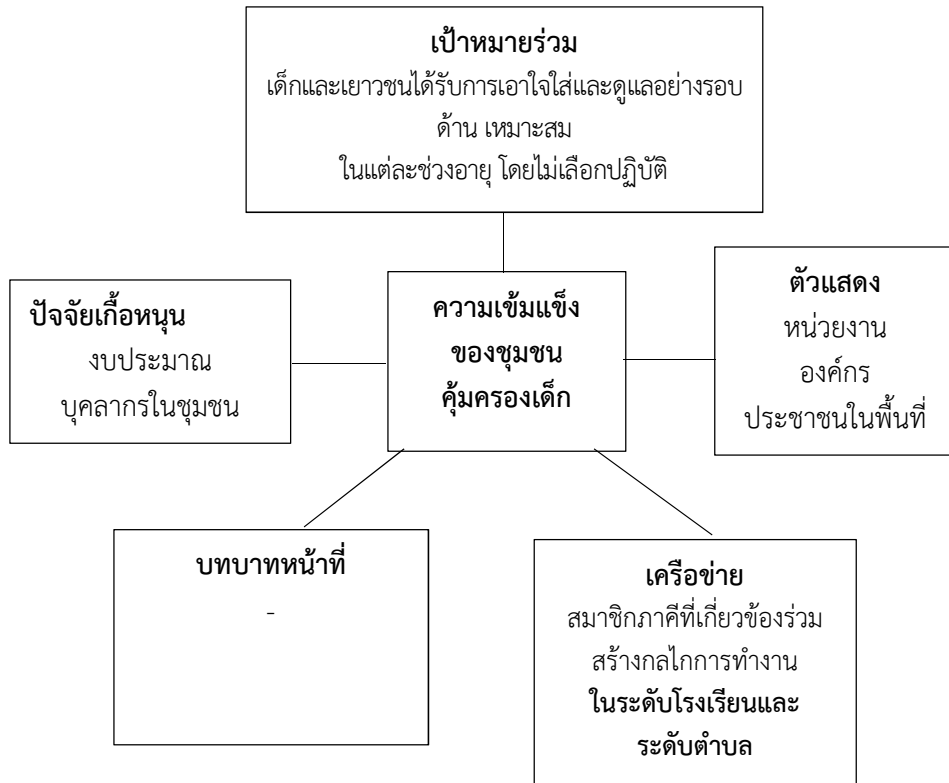 เป้าหมายร่วม
เด็กและเยาวชนได้รับการเอาใจใส่และดูแลอย่างรอบ
ด้าน เหมาะสม
ในแต่ละช่วงอายุ โดยไม่เลือกปฏิบัติ
ปัจจัยเกื้อหนุน
งบประมาณ
บุคลากรในชุมชน
ความเข้มแข็ง
ของชุมชน
คุ้มครองเด็ก
ตัวแสดง
หน่วยงาน
องค์กร
ประชาชนในพื้นที่
บทบาทหน้าที่
-
เครือข่าย
สมาชิกภาคีที่เกี่ยวข้องร่วม
สร้างกลไกการทำงาน
ในระดับโรงเรียนและ
ระดับตำบล